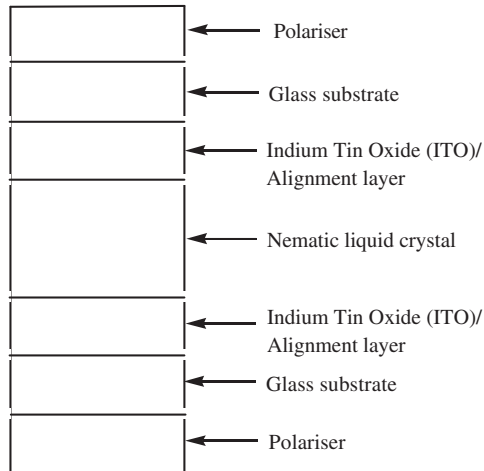 Polariser
Glass substrate
Indium Tin Oxide (ITO)/
Alignment layer
Nematic liquid crystal
Indium Tin Oxide (ITO)/
Alignment layer
Glass substrate
Polariser